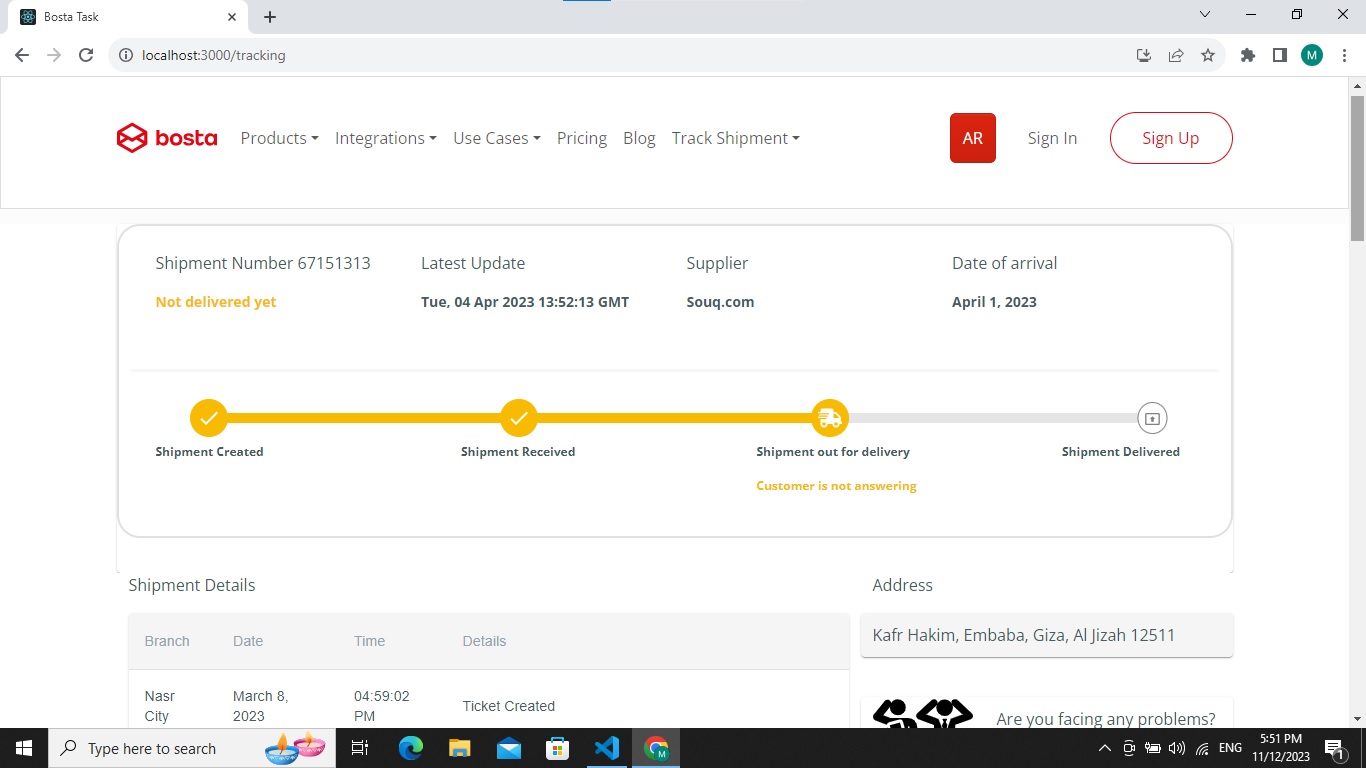 Bosta Task
localhost:3000/tracking
M
bosta
Products
Integrations
Use Cases
Pricing
Blog
Track Shipment
AR
Sign In
Sign Up
Shipment Number 67151313
Latest Update
Supplier
Date of arrival
Not delivered yet
Tue, 04 Apr 2023 13:52:13 GMT
Souq.com
April 1, 2023
Shipment Created
Shipment Received
Shipment out for delivery
Shipment Delivered
Customer is not answering
Shipment Details
Address
Branch
Date
Time
Details
Kafr Hakim, Embaba, Giza, Al Jizah 12511
Nasr
City
March 8,
2023
04:59:02
PM
Ticket Created
Are you facing any problems?
Type here to search
M
ENG
5:51 PM
11/12/2023
1